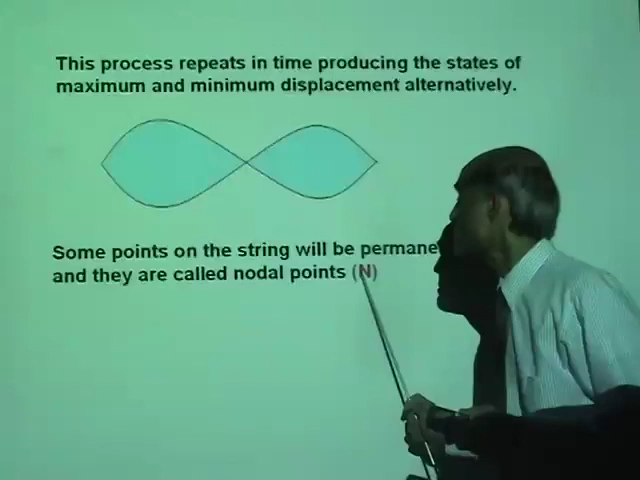 This process repeats in time producing the states of
maximum and minimum displacement alternatively.
Some points on the string will be
and they are called nodal points (N)